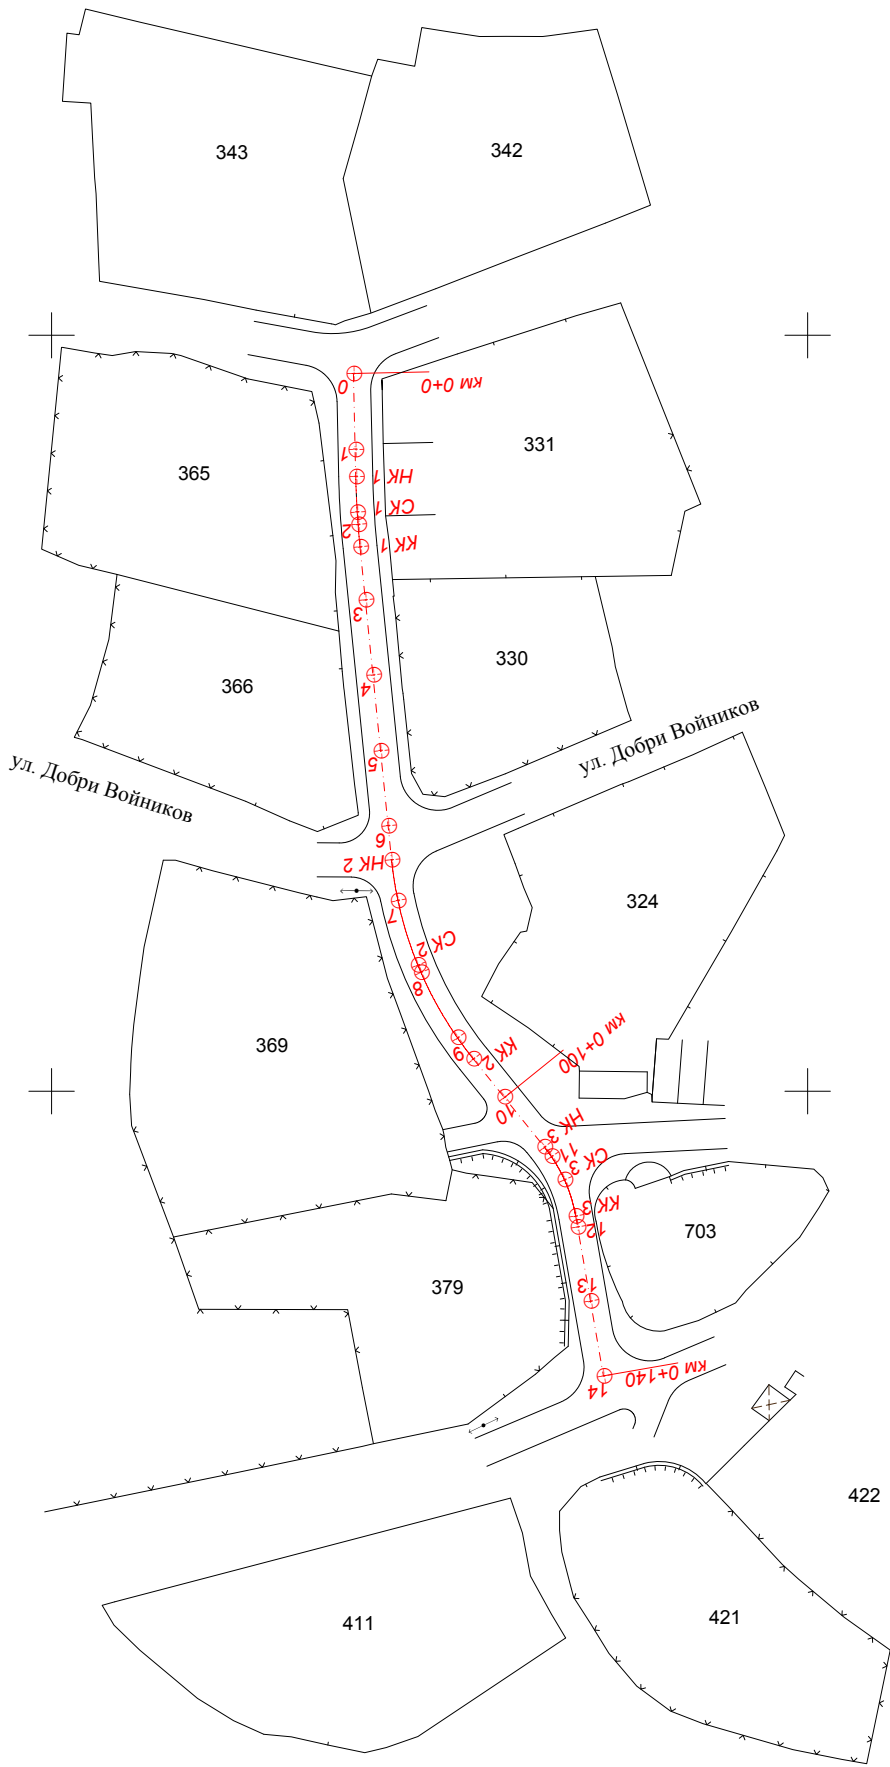 343
342
0
км 0+0
331
365
1
НК 1
СК 1
2
КК 1
3
330
366
4
ул. Добри Войников
5
ул. Добри Войников
6
НК 2
7
324
СК 2
8
369
9
КК 2
км 0+100
10
НК 3
11
СК 3
КК 3
12
703
379
13
км 0+140
14
422
411
421